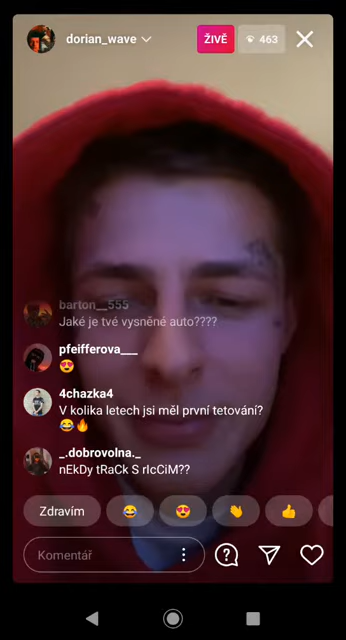 dorian_wave
ŽIVĚ
463
barton__555
Jaké je tvé vysněné auto????
pfeifferova___
😍
4chazka4
V kolika letech jsi měl první tetování?
😂🔥
_.dobrovolna._
nEkDy tRaCk S rIcCiM??
Zdravím 😂 😍 👏 👍
Komentář